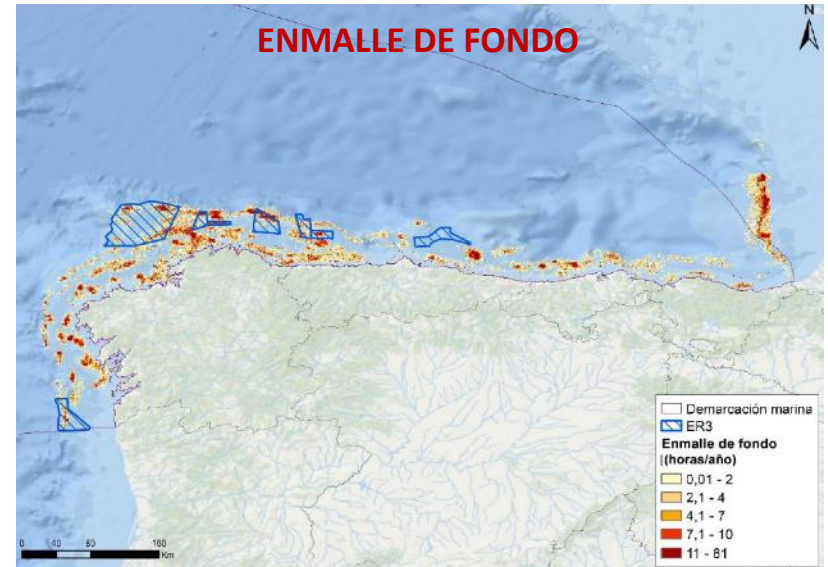 ENMALLE DE FONDO
N
Demarcación marina
ER3
Enmalle de fondo
(horas/año)
0,01 - 2
2,1 - 4
4,1 - 7
7,1 - 10
11 - 81
0 40 80 160
Km